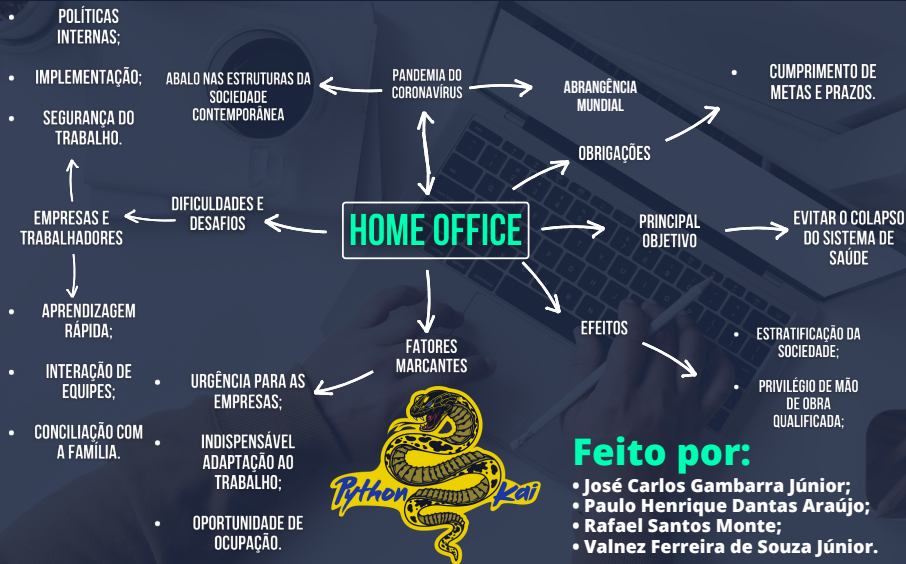 • POLÍTICAS
INTERNAS;
• IMPLEMENTAÇÃO;
• SEGURANÇA DO
TRABALHO.
EMPRESAS E
TRABALHADORES
• APRENDIZAGEM
RÁPIDA;
• INTERAÇÃO DE
EQUIPES;
• CONCILIAÇÃO COM
A FAMÍLIA.
DIFICULDADES E
DESAFIOS
ABALO NAS ESTRUTURAS DA
SOCIEDADE
CONTEMPORÂNEA
PANDEMIA DO
CORONAVÍRUS
ABRANGÊNCIA
MUNDIAL
HOME OFFICE
OBRIGAÇÕES
• CUMPRIMENTO DE
METAS E PRAZOS.
PRINCIPAL
OBJETIVO
EVITAR O COLAPSO
DO SISTEMA DE
SAÚDE
EFEITOS
• ESTRATIFICAÇÃO DA
SOCIEDADE;
• PRIVILÉGIO DE MÃO
DE OBRA
QUALIFICADA;
FATORES
MARCANTES
• URGÊNCIA PARA AS
EMPRESAS;
• INDISPENSÁVEL
ADAPTAÇÃO AO
TRABALHO;
• OPORTUNIDADE DE
OCUPAÇÃO.
Python Kai
Feito por:
• José Carlos Gambarra Júnior;
• Paulo Henrique Dantas Araújo;
• Rafael Santos Monte;
• Valnez Ferreira de Souza Júnior.